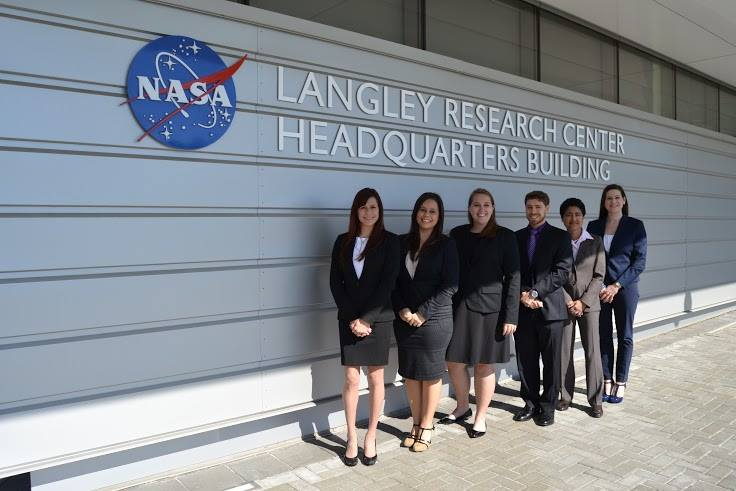 NASA
LANGLEY RESEARCH CENTER
HEADQUARTERS BUILDING